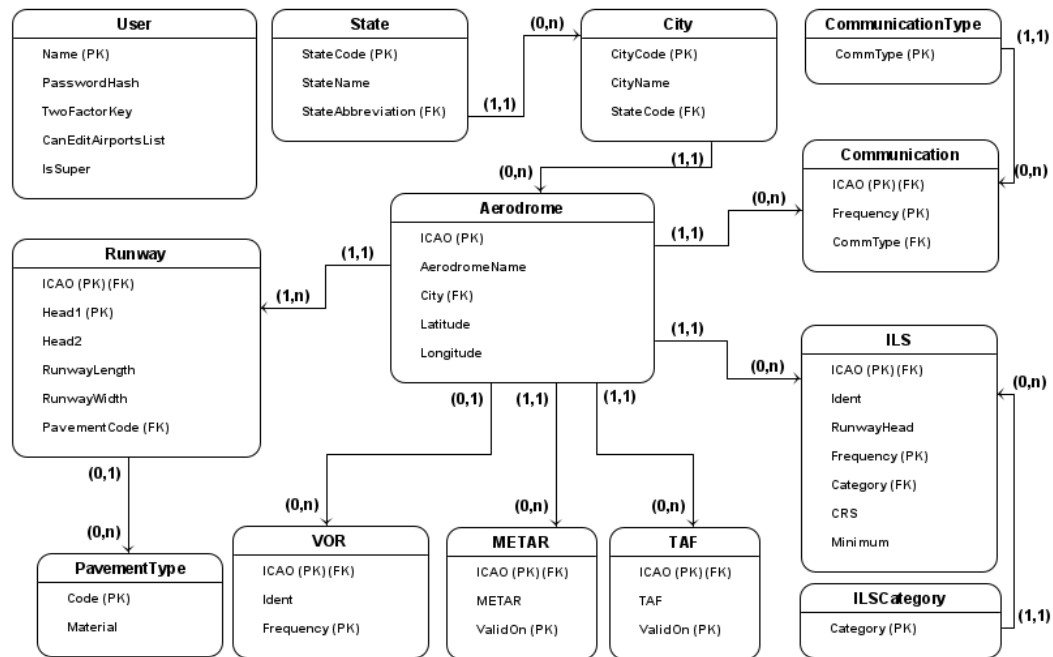 User
Name (PK)
PasswordHash
TwoFactorKey
CanEditAirportsList
IsSuper
State
StateCode (PK)
StateName
StateAbbreviation (FK)
(1,1)
(0,n)
City
CityCode (PK)
CityName
StateCode (FK)
(1,1)
(0,n)
CommunicationType
CommType (PK)
(1,1)
(0,n)
Communication
ICAO (PK)(FK)
Frequency (PK)
CommType (FK)
(0,n)
(1,1)
Aerodrome
ICAO (PK)
AerodromeName
City (FK)
Latitude
Longitude
(1,1)
(1,n)
Runway
ICAO (PK)(FK)
Head1 (PK)
Head2
RunwayLength
RunwayWidth
PavementCode (FK)
(0,1)
(0,n)
PavementType
Code (PK)
Material
(0,1)
(0,n)
VOR
ICAO (PK)(FK)
Ident
Frequency (PK)
(1,1)
(0,n)
METAR
ICAO (PK)(FK)
METAR
ValidOn (PK)
(1,1)
(0,n)
TAF
ICAO (PK)(FK)
TAF
ValidOn (PK)
(1,1)
(0,n)
ILS
ICAO (PK)(FK)
Ident
RunwayHead
Frequency (PK)
Category (FK)
CRS
Minimum
(0,n)
(1,1)
ILSCategory
Category (PK)